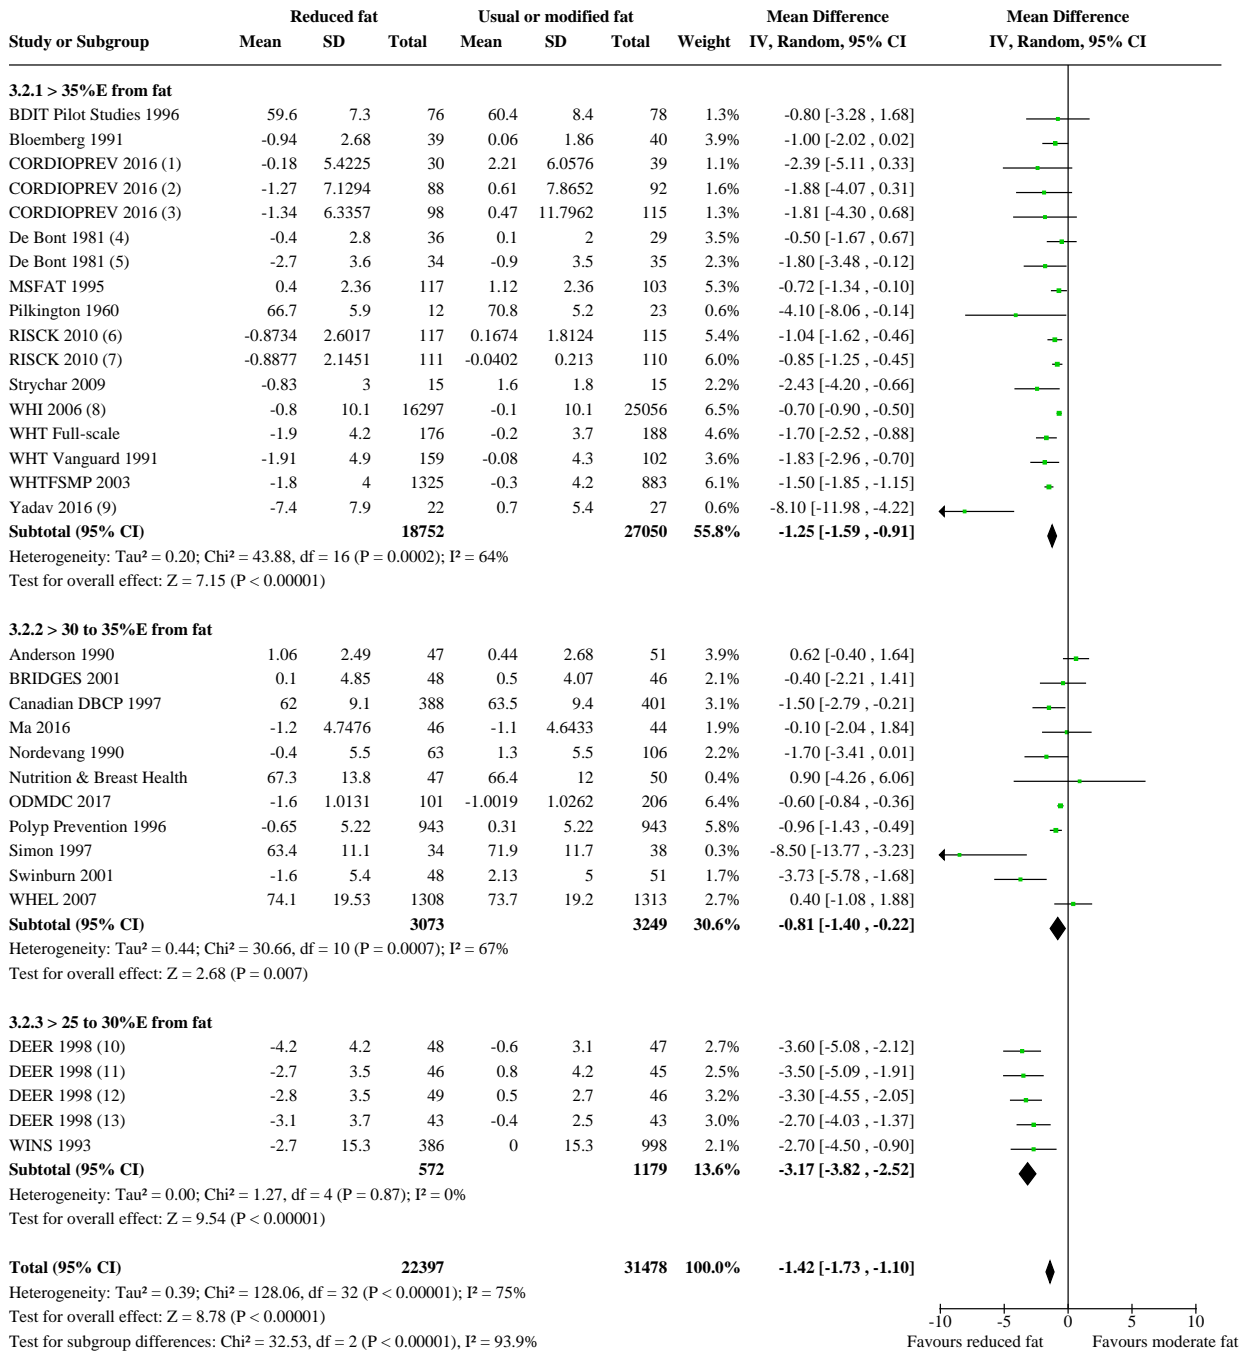 Reduced fat Usual or modified fat Mean Difference Mean Difference
Study or Subgroup Mean SD Total Mean SD Total Weight IV, Random, 95% CI IV, Random, 95% CI
3.2.1 > 35%E from fat
BDIT Pilot Studies 1996 59.6 7.3 76 60.4 8.4 78 1.3% -0.80 [-3.28 , 1.68]
Bloemberg 1991 -0.94 2.68 39 0.06 1.86 40 4.0% -1.00 [-2.02 , 0.02]
CORDIOPREV 2016 (1) -0.18 5.4225 30 2.21 6.0576 39 1.1% -2.39 [-5.11 , 0.33]
CORDIOPREV 2016 (2) -1.27 7.1294 88 0.61 7.8652 92 1.6% -1.88 [-4.07 , 0.31]
CORDIOPREV 2016 (3) -1.34 6.3357 98 0.47 11.7962 115 1.3% -1.81 [-4.30 , 0.68]
De Bont 1981 (4) -0.4 2.8 36 0.1 2 29 3.5% -0.50 [-1.67 , 0.67]
De Bont 1981 (5) -2.7 3.6 34 -0.9 3.5 35 2.3% -1.80 [-3.48 , -0.12]
MSFAT 1995 0.4 2.36 117 1.12 2.36 103 5.3% -0.72 [-1.34 , -0.10]
Pilkington 1960 66.7 5.9 12 70.8 5.2 23 0.6% -4.10 [-8.06 , -0.14]
RISCK 2010 (6) -0.8734 2.6017 117 0.1674 1.8124 115 5.4% -1.04 [-1.62 , -0.46]
RISCK 2010 (7) -0.8877 2.1451 111 -0.0402 0.213 110 6.0% -0.85 [-1.25 , -0.45]
Strychar 2009 -0.83 3 15 1.6 1.8 15 2.2% -2.43 [-4.20 , -0.66]
WHI 2006 (8) -0.8 10.1 16297 -0.1 10.1 25056 6.5% -0.70 [-0.90 , -0.50]
WHT Full-scale -1.9 4.2 176 -0.2 3.7 188 4.6% -1.70 [-2.52 , -0.88]
WHT Vanguard 1991 -1.91 4.9 159 -0.08 4.3 102 3.6% -1.83 [-2.96 , -0.70]
WHTFSMP 2003 -1.8 4 1325 -0.3 4.2 883 6.1% -1.50 [-1.85 , -1.15]
Yadav 2016 (9) -7.4 7.9 22 0.7 5.4 27 0.6% -8.10 [-11.98 , -4.22]
Subtotal (95% CI) 18752 27050 55.8% -1.25 [-1.59 , -0.91]
Heterogeneity: Tau² = 0.20; Chi² = 43.88, df = 16 (P = 0.0002); I² = 64%
Test for overall effect: Z = 7.15 (P < 0.00001)
3.2.2 > 30 to 35%E from fat
Anderson 1990 1.06 2.49 47 0.44 2.68 51 3.9% 0.62 [-0.40 , 1.64]
BRIDGES 2001 0.1 4.85 48 0.5 4.07 46 2.1% -0.40 [-2.21 , 1.41]
Canadian DBCP 1997 62 9.1 388 63.5 9.4 401 3.2% -1.50 [-2.79 , -0.21]
Ma 2016 -1.2 4.7476 46 -1.1 4.6433 44 1.9% -0.10 [-2.04 , 1.84]
Nordevang 1990 -0.4 5.5 63 1.3 5.5 106 2.2% -1.70 [-3.41 , 0.01]
Nutrition & Breast Health 67.3 13.8 47 66.4 12 50 0.4% 0.90 [-4.26 , 6.06]
ODMDC 2017 -1.6 1.0131 101 -1.0019 1.0262 206 6.4% -0.60 [-0.84 , -0.36]
Polyp Prevention 1996 -0.65 5.22 943 0.31 5.22 943 5.8% -0.96 [-1.43 , -0.49]
Simon 1997 63.4 11.1 34 71.9 11.7 38 0.3% -8.50 [-13.77 , -3.23]
Swinburn 2001 -1.6 5.4 48 2.13 5 51 1.7% -3.73 [-5.78 , -1.68]
WHEL 2007 74.1 19.53 1308 73.7 19.2 1313 2.7% 0.40 [-1.08 , 1.88]
Subtotal (95% CI) 3073 3249 30.6% -0.81 [-1.40 , -0.22]
Heterogeneity: Tau² = 0.44; Chi² = 30.66, df = 10 (P = 0.0007); I² = 67%
Test for overall effect: Z = 2.68 (P = 0.007)
3.2.3 > 25 to 30%E from fat
DEER 1998 (10) -4.2 4.2 48 -0.6 3.1 47 2.7% -3.60 [-5.08 , -2.12]
DEER 1998 (11) -2.7 3.5 46 0.8 4.2 45 2.5% -3.50 [-5.09 , -1.91]
DEER 1998 (12) -2.8 3.5 49 0.5 2.7 46 3.2% -3.30 [-4.55 , -2.05]
DEER 1998 (13) -3.1 3.7 43 -0.4 2.5 43 3.0% -2.70 [-4.03 , -1.37]
WINS 1993 -2.7 15.3 386 0 15.3 998 2.1% -2.70 [-4.50 , -0.90]
Subtotal (95% CI) 572 1179 13.6% -3.17 [-3.82 , -2.52]
Heterogeneity: Tau² = 0.00; Chi² = 1.27, df = 4 (P = 0.87); I² = 0%
Test for overall effect: Z = 9.54 (P < 0.00001)
Total (95% CI) 22397 31478 100.0% -1.42 [-1.73 , -1.10]
Heterogeneity: Tau² = 0.39; Chi² = 128.06, df = 32 (P < 0.00001); I² = 75%
Test for overall effect: Z = 8.78 (P < 0.00001)
-10 -5 0 5 10
Test for subgroup differences: Chi² = 32.53, df = 2 (P < 0.00001), I² = 93.9% Favours reduced fat Favours moderate fat